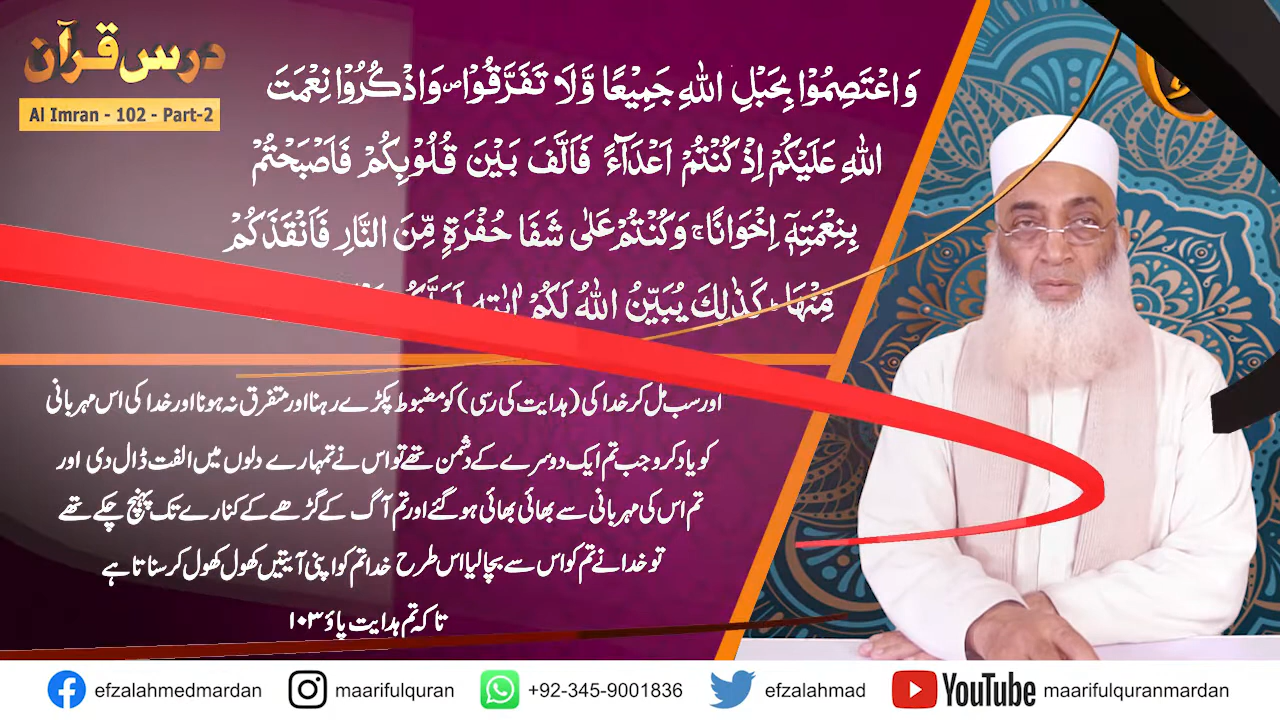 درس قرآن
Al Imran - 102 - Part-2
وَاعْتَصِمُوْا بِحَبْلِ اللّٰهِ جَمِيْعًا وَّلَا تَفَرَّقُوْا ۖ وَاذْكُرُوْا نِعْمَتَ
اللّٰهِ عَلَيْكُمْ اِذْ كُنْتُمْ اَعْدَآءً فَاَلَّفَ بَيْنَ قُلُوْبِكُمْ فَاَصْبَحْتُمْ
بِنِعْمَتِهٖٓ اِخْوَانًا ۚ وَكُنْتُمْ عَلٰى شَفَا حُفْرَةٍ مِّنَ النَّارِ فَاَنْقَذَكُمْ
مِّنْهَا ۗ كَذٰلِكَ يُبَيِّنُ اللّٰهُ لَكُمْ اٰيٰتِهٖ
اور سب مل کر خدا کی (ہدایت کی رسی) کو مضبوط پکڑے رہنا اور متفرق نہ ہونا اور خدا کی اس مہربانی
کو یاد کرو جب تم ایک دوسرے کے دشمن تھے تو اس نے تمہارے دلوں میں الفت ڈال دی اور
تم اس کی مہربانی سے بھائی بھائی ہو گئے اور تم آگ کے گڑھے کے کنارے تک پہنچ چکے تھے
تو خدا نے تم کو اس سے بچا لیا اس طرح خدا تم کو اپنی آیتیں کھول کھول کر سناتا ہے
تاکہ تم ہدایت پاؤ ۱۰۳
efzalahmedmardan
maarifulquran
+92-345-9001836
efzalahmad
YouTube maarifulquranmardan